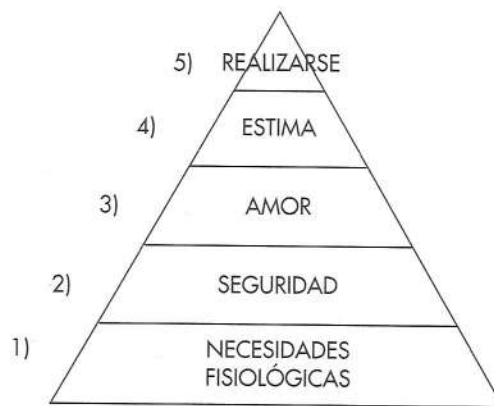 5) REALIZARSE
4) ESTIMA
3) AMOR
2) SEGURIDAD
1) NECESIDADES
FISIOLÓGICAS